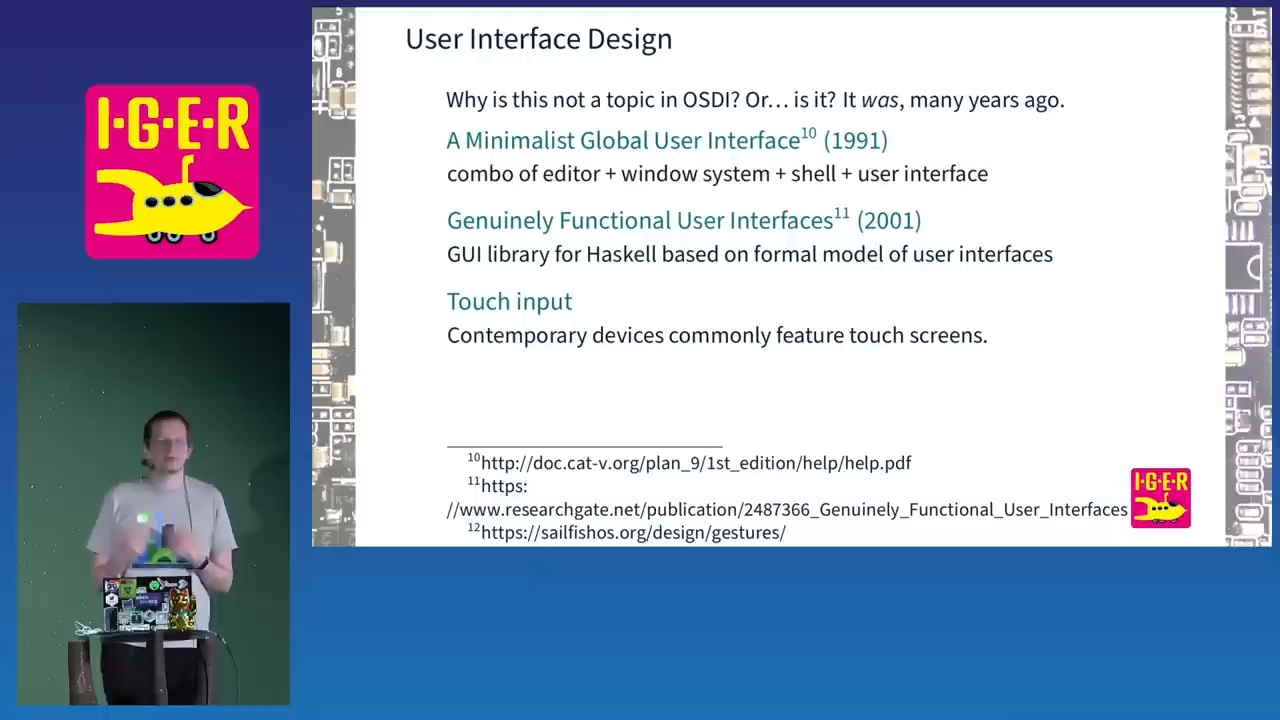 I·G·E·R
User Interface Design
Why is this not a topic in OSDI? Or… is it? It was, many years ago.
A Minimalist Global User Interface10 (1991)
combo of editor + window system + shell + user interface
Genuinely Functional User Interfaces11 (2001)
GUI library for Haskell based on formal model of user interfaces
Touch input
Contemporary devices commonly feature touch screens.
10http://doc.cat-v.org/plan_9/1st_edition/help/help.pdf
11https:
//www.researchgate.net/publication/2487366_Genuinely_Functional_User_Interfaces
12https://sailfishos.org/design/gestures/
I·G·E·R